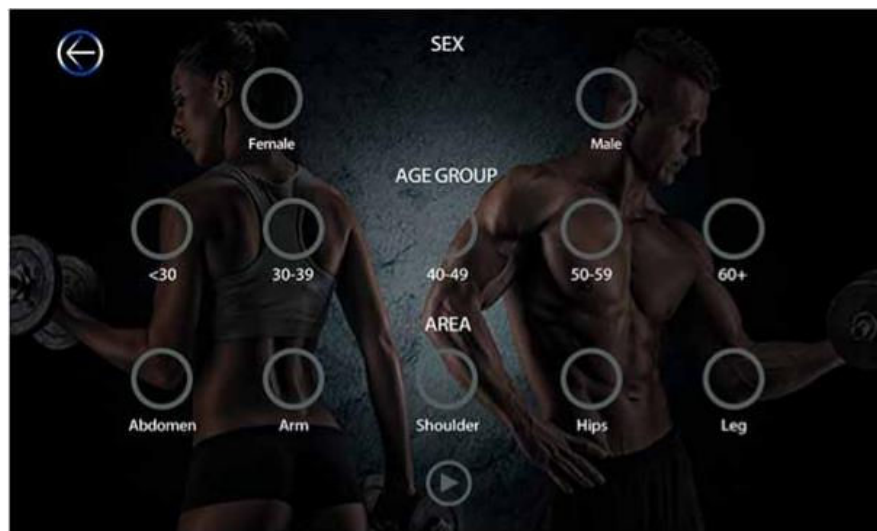 SEX
Female Male
AGE GROUP
<30 30-39 40-49 50-59 60+
AREA
Abdomen Arm Shoulder Hips Leg